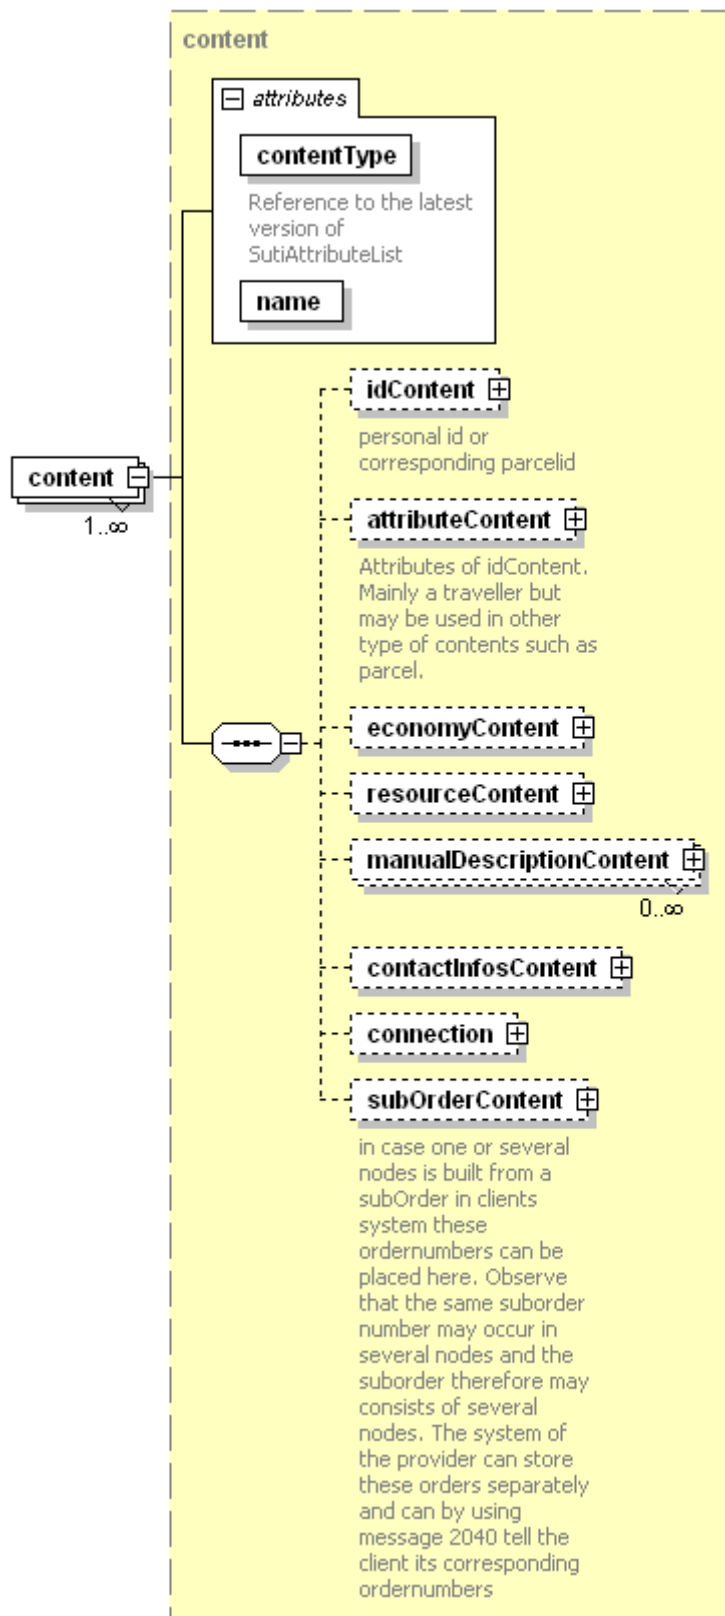 content
attributes
contentType
Reference to the latest
version of
SutiAttributeList
name
content
1..∞
idContent
personal id or
corresponding parcelid
attributeContent
Attributes of idContent.
Mainly a traveller but
may be used in other
type of contents such as
parcel.
economyContent
resourceContent
manualDescriptionContent
0..∞
contactInfosContent
connection
subOrderContent
in case one or several
nodes is built from a
subOrder in clients
system these
ordernumbers can be
placed here. Observe
that the same suborder
number may occur in
several nodes and the
suborder therefore may
consists of several
nodes. The system of
the provider can store
these orders separately
and can by using
message 2040 tell the
client its corresponding
ordernumbers